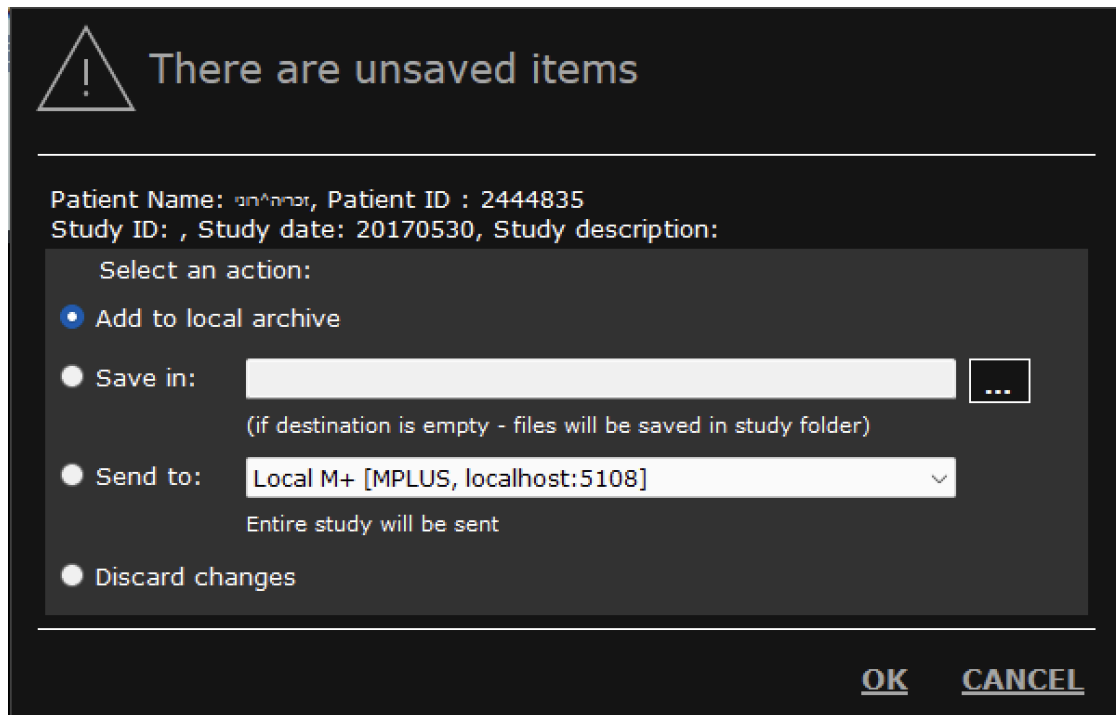 There are unsaved items
Patient Name: זכריה^רוני, Patient ID : 2444835
Study ID: , Study date: 20170530, Study description:
Select an action:
Add to local archive
Save in:
...
(if destination is empty - files will be saved in study folder)
Send to: Local M+ [MPLUS, localhost:5108]
Entire study will be sent
Discard changes
OK CANCEL